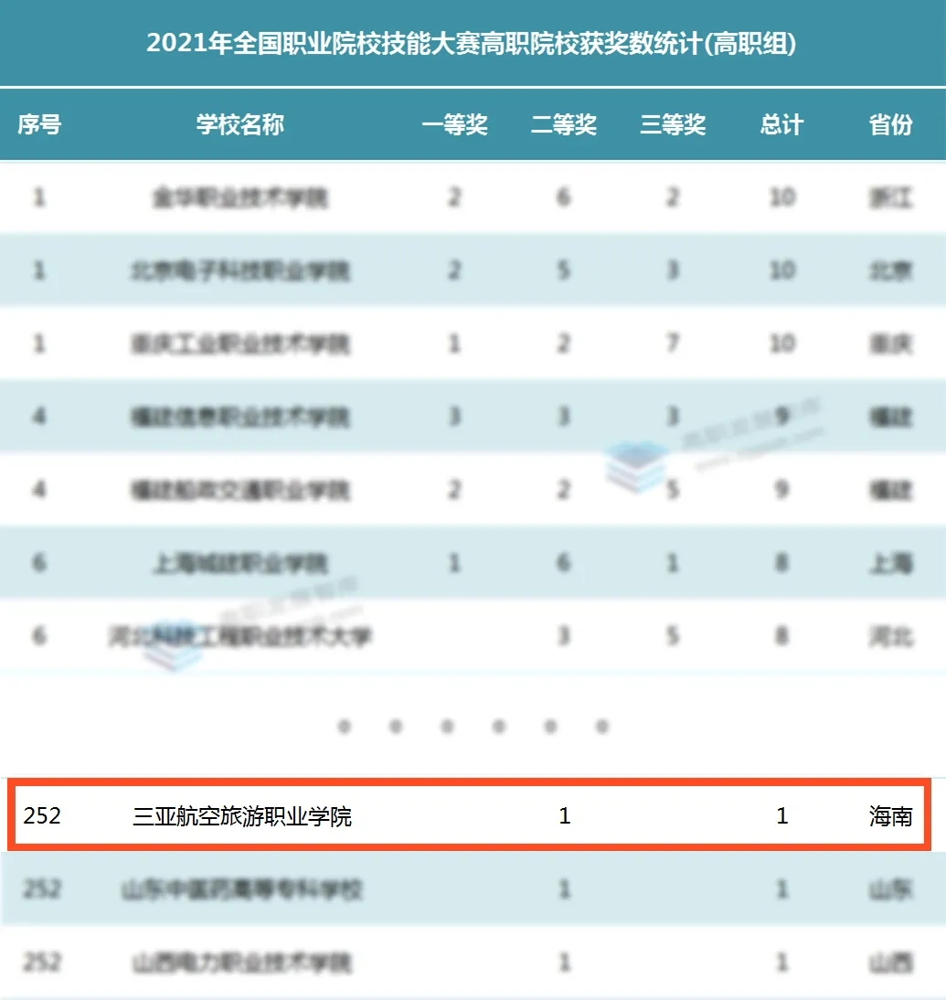 2021年全国职业院校技能大赛高职院校获奖数统计(高职组)
序号 学校名称 一等奖 二等奖 三等奖 总计 省份
1 金华职业技术学院 2 6 2 10 浙江
1 北京电子科技职业学院 2 5 3 10 北京
1 重庆工业职业技术学院 1 2 7 10 重庆
4 福建信息职业技术学院 3 3 3 9 福建
4 福建船政交通职业学院 2 2 5 9 福建
6 上海城建职业学院 1 6 1 8 上海
6 河北科技工程职业技术大学 3 5 8 河北
252 三亚航空旅游职业学院 1 1 海南
252 山东中医药高等专科学校 1 1 山东
252 山西电力职业技术学院 1 1 山西